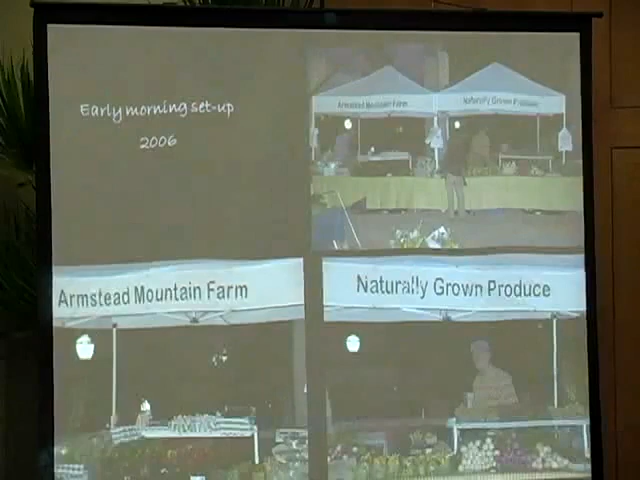 Early morning set-up
2006
Armstead Mountain Farm
Naturally Grown Produce
Armstead Mountain Farm
Naturally Grown Produce